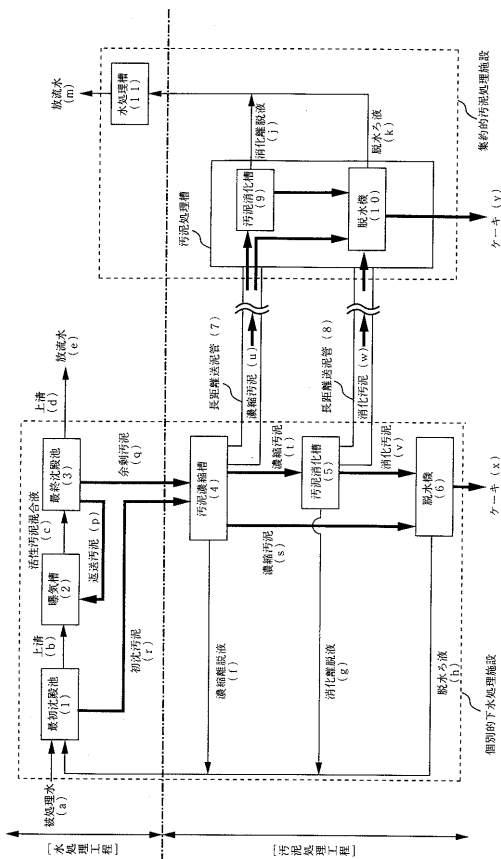 [水処理工程]
[汚泥処理工程]
被処理水
(a)
最初沈殿池
(1)
上清
(b)
曝気槽
(2)
活性汚泥混合液
(c)
最終沈殿池
(3)
上清
(d)
放流水
(e)
返送汚泥 (p)
余剰汚泥
(q)
初沈汚泥
(r)
汚泥濃縮槽
(4)
濃縮離脱液
(f)
濃縮汚泥
(s)
濃縮汚泥
(t)
汚泥消化槽
(5)
消化離脱液
(g)
消化汚泥
(v)
脱水機
(6)
脱水ろ液
(h)
ケーキ(x)
個別的下水処理施設
長距離送泥管 (7)
濃縮汚泥 (u)
長距離送泥管 (8)
消化汚泥 (w)
汚泥処理槽
汚泥消化槽
(9)
脱水機
(10)
消化離脱液
(j)
脱水ろ液
(k)
水処理槽
(11)
放流水
(m)
ケーキ(y)
集約的汚泥処理施設